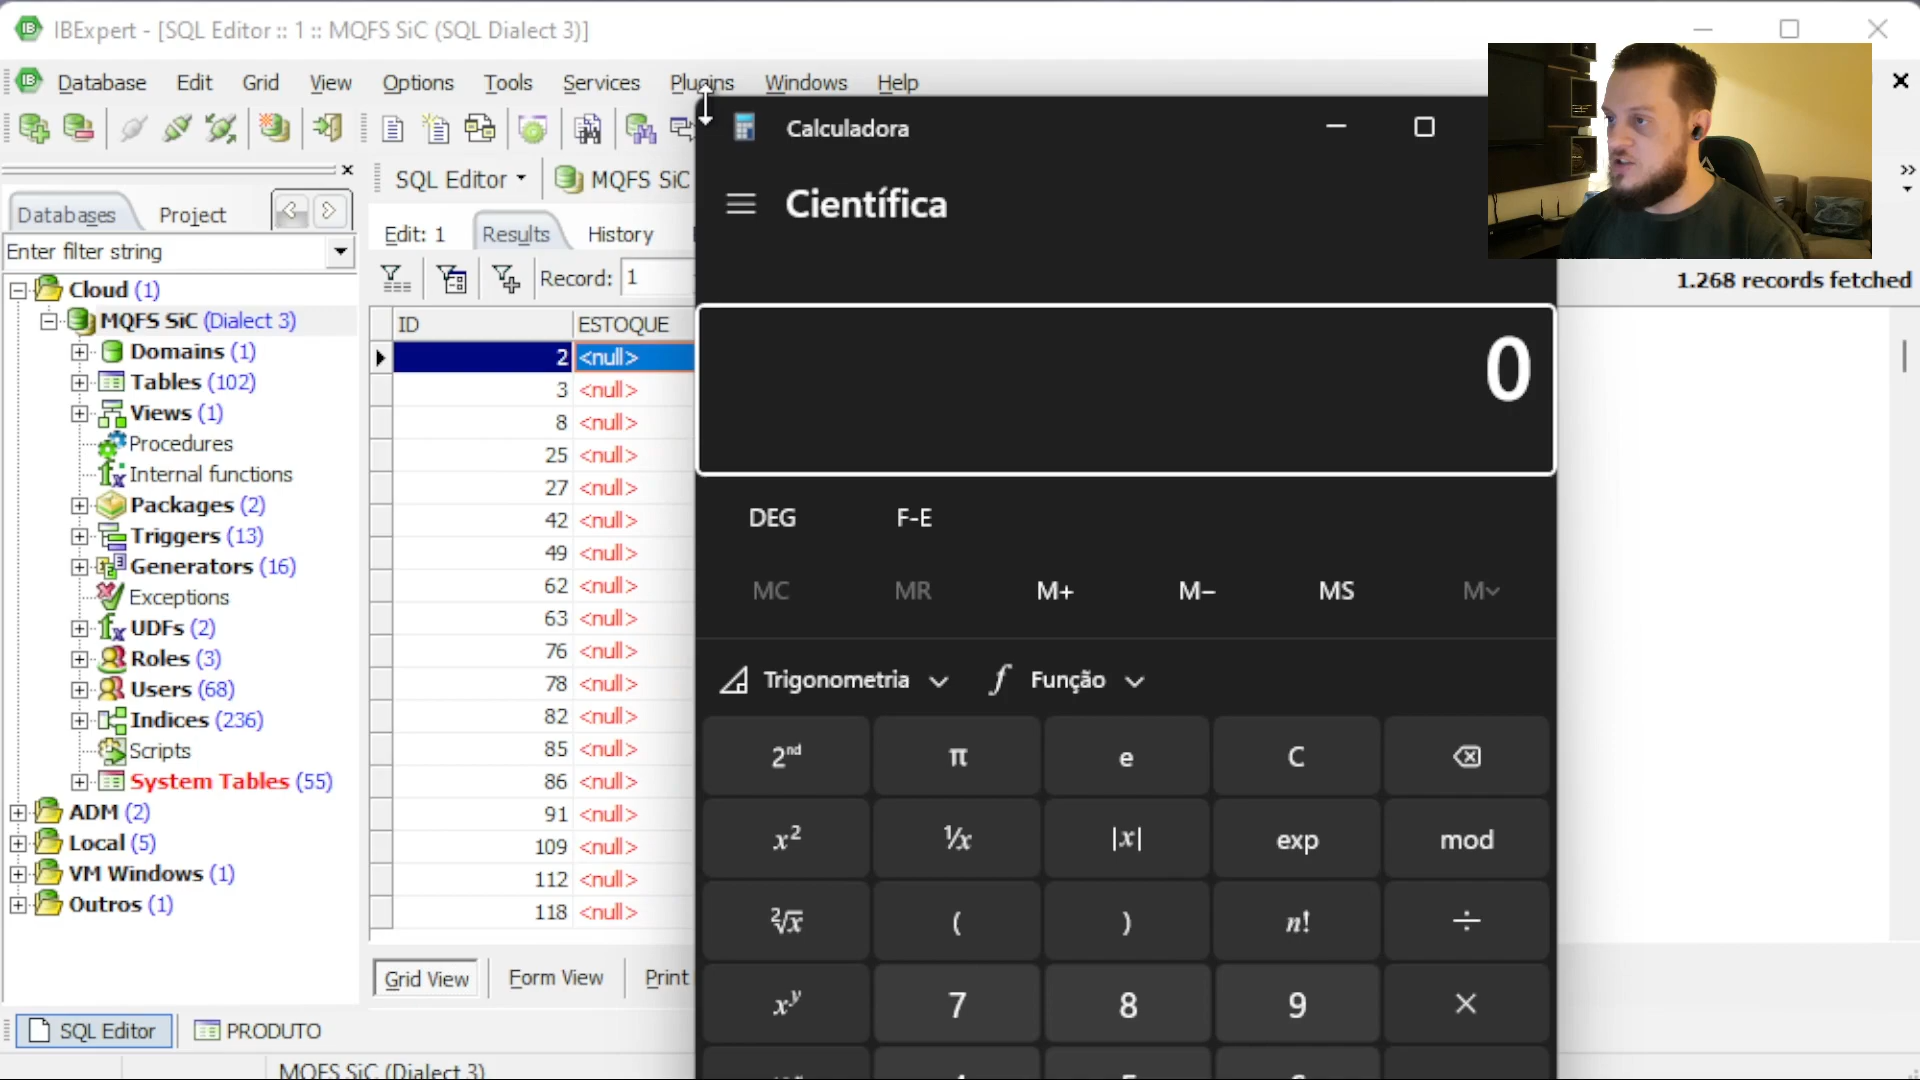 IBExpert - [SQL Editor :: 1 :: MQFS SiC (SQL Dialect 3)]
Database Edit Grid View Options Tools Services Plugins Windows Help
SQL Editor MQFS SiC
Databases Project
Enter filter string
Cloud (1)
MQFS SiC (Dialect 3)
Domains (1)
Tables (102)
Views (1)
Procedures
Internal functions
Packages (2)
Triggers (13)
Generators (16)
Exceptions
UDFs (2)
Roles (3)
Users (68)
Indices (236)
Scripts
System Tables (55)
ADM (2)
Local (5)
VM Windows (1)
Outros (1)
Edit: 1 Results History
Record: 1
1.268 records fetched
ID ESTOQUE
2 <null>
3 <null>
8 <null>
25 <null>
27 <null>
42 <null>
49 <null>
62 <null>
63 <null>
76 <null>
78 <null>
82 <null>
85 <null>
86 <null>
91 <null>
109 <null>
112 <null>
118 <null>
Grid View Form View Print
Calculadora
Científica
0
DEG F-E
MC MR M+ M− MS M
Trigonometria Função
2nd π e C
x² ¹/x |x| exp mod
²√x ( ) n! ÷
xʸ 7 8 9 ×
SQL Editor PRODUTO
MQFS SiC (Dialect 3)